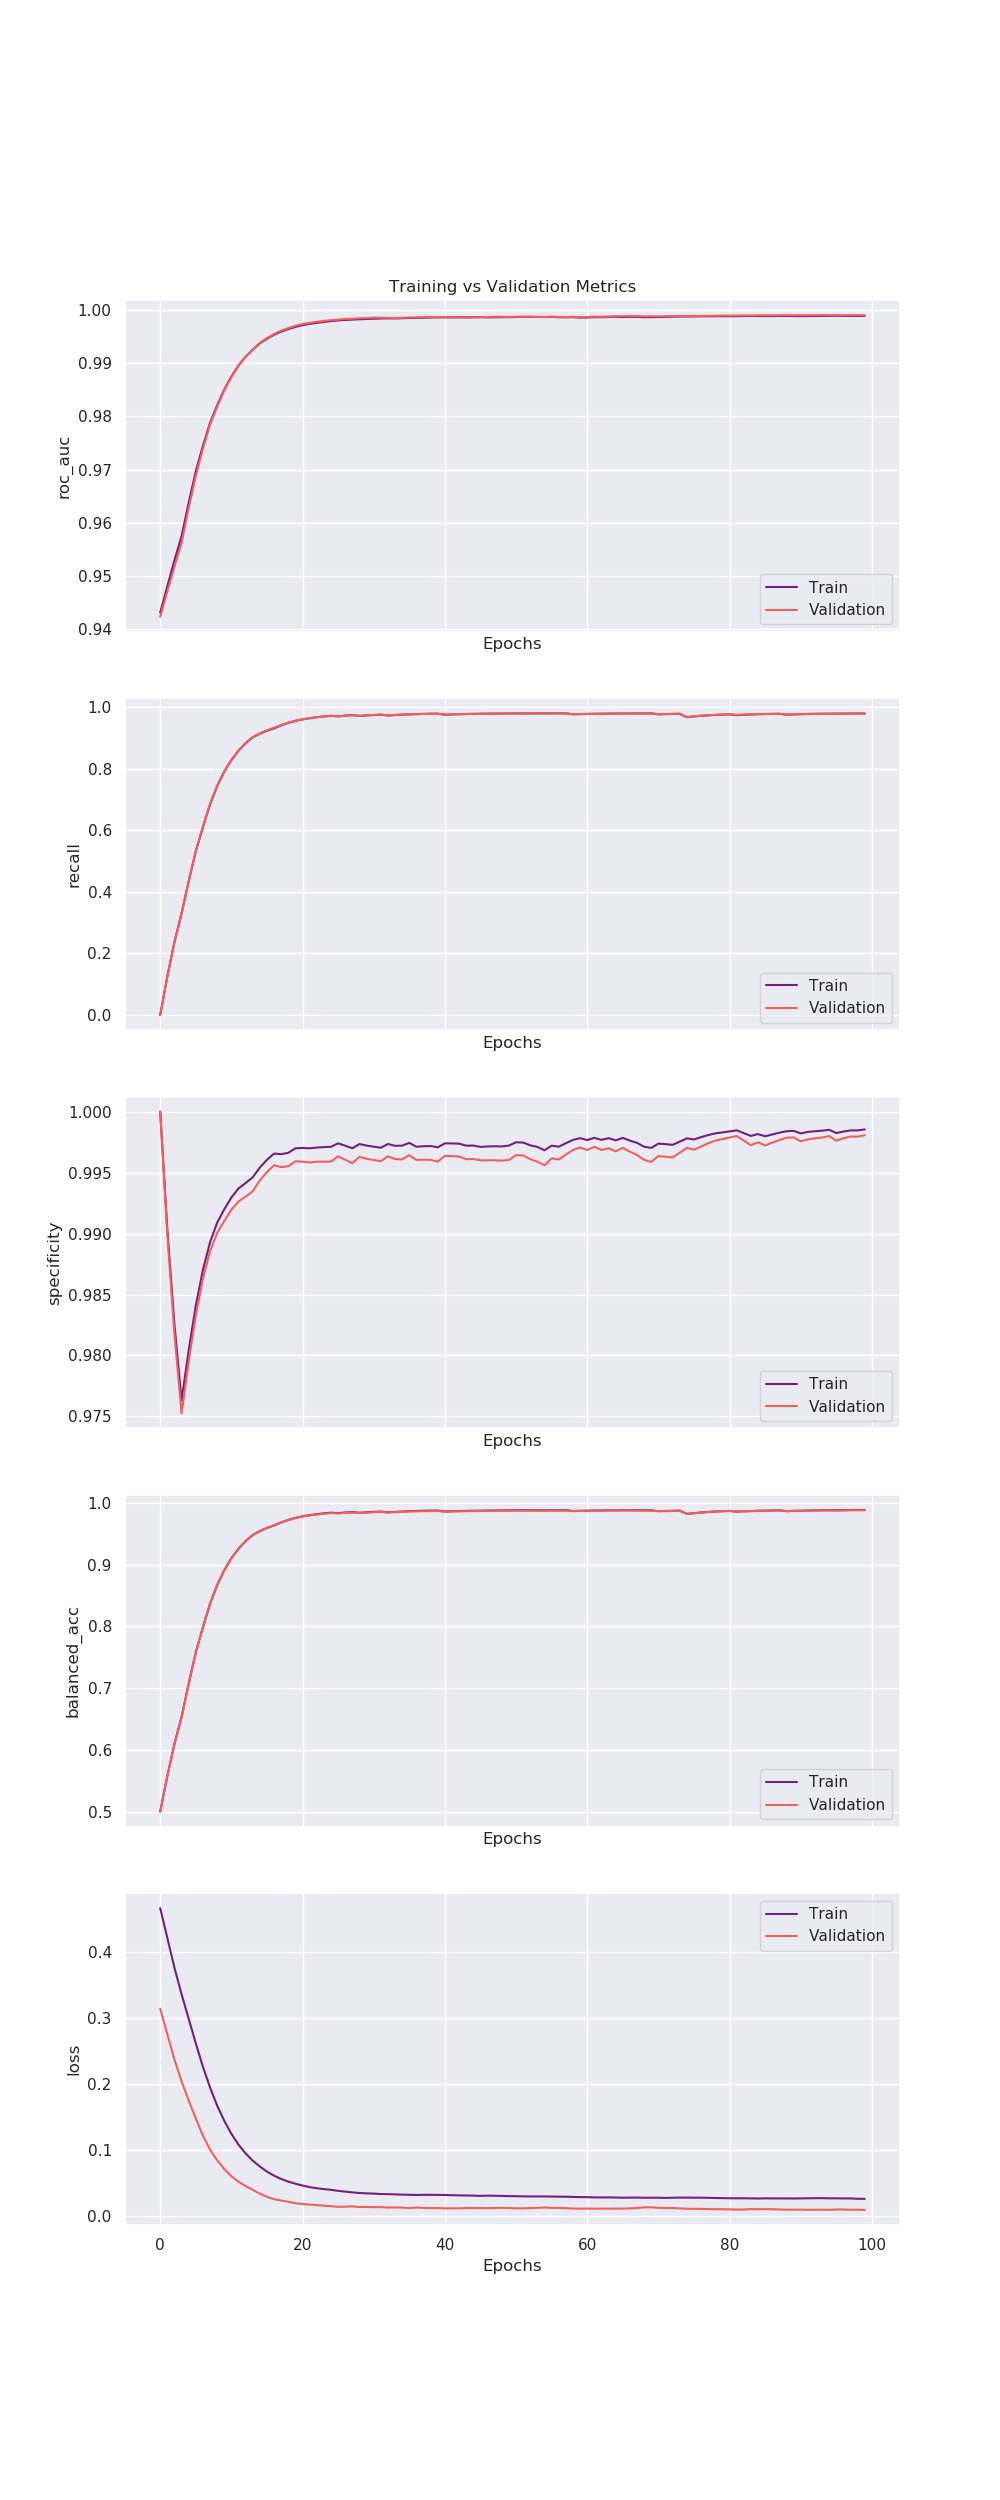 Training vs Validation Metrics
1.00
0.99
0.98
0.97
0.96
0.95
0.94
roc_auc
Train
Validation
Epochs
1.0
0.8
0.6
0.4
0.2
0.0
recall
Train
Validation
Epochs
1.000
0.995
0.990
0.985
0.980
0.975
specificity
Train
Validation
Epochs
1.0
0.9
0.8
0.7
0.6
0.5
balanced_acc
Train
Validation
Epochs
0.4
0.3
0.2
0.1
0.0
loss
Train
Validation
0 20 40 60 80 100
Epochs